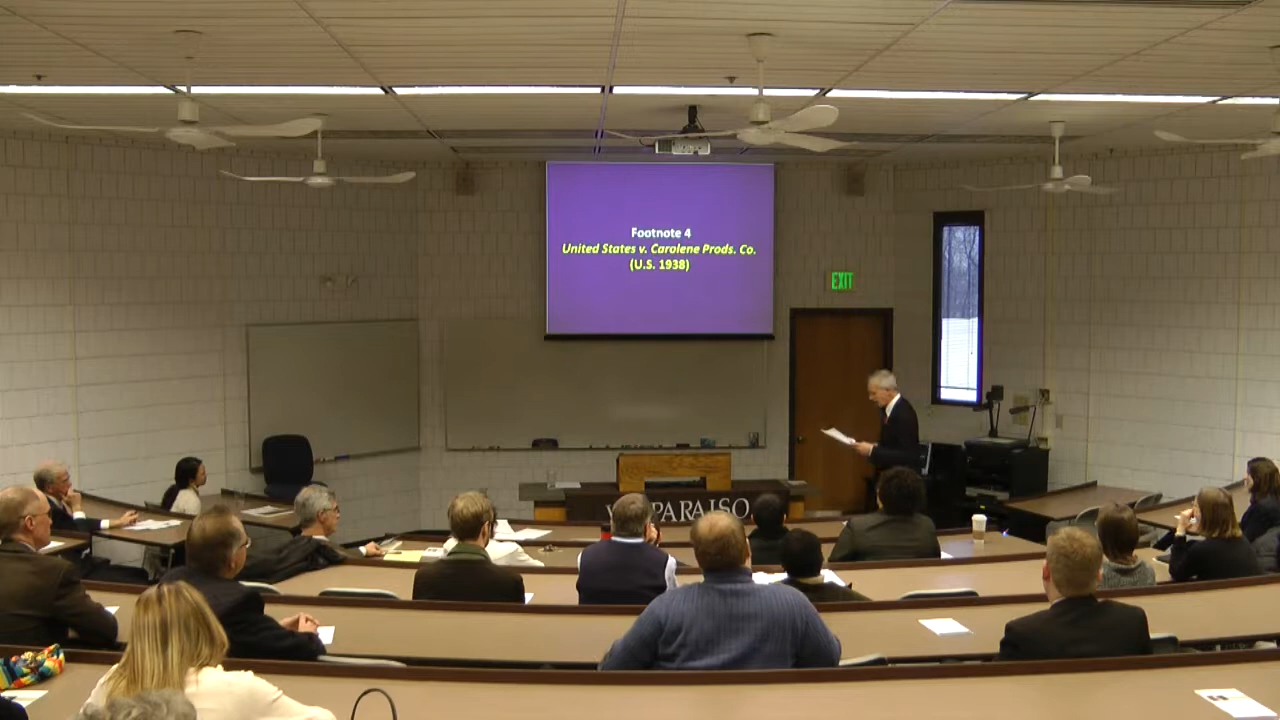 Footnote 4
United States v. Carolene Prods. Co.
(U.S. 1938)
EXIT
VALPARAISO